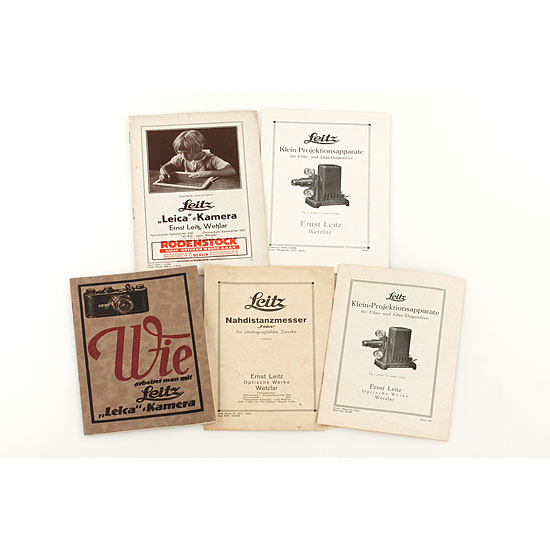 Leitz
„Leica“-Kamera
Ernst Leitz, Wetzlar
RODENSTOCK
BERLIN
Leitz
Klein-Projektionsapparate
für Film- und Glas-Diapositive
Ernst Leitz
Wetzlar
Wie
arbeitet man mit
Leitz
„Leica“-Kamera
Leitz
Nahdistanzmesser
„Fodis“
für photographische Zwecke
Ernst Leitz
Optische Werke
Wetzlar
Leitz
Klein-Projektionsapparate
für Film- und Glas-Diapositive
Ernst Leitz
Optische Werke
Wetzlar